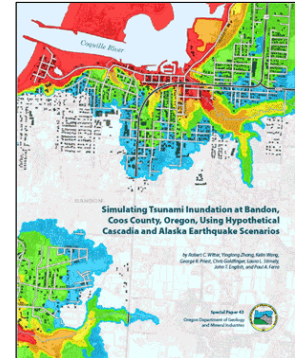 Coquille River
BANDON
Simulating Tsunami Inundation at Bandon,
Coos County, Oregon, Using Hypothetical
Cascadia and Alaska Earthquake Scenarios
by Robert C. Witter, Yinglong Zhang, Kelin Wang,
George R. Priest, Chris Goldfinger, Laura L. Stimely,
John T. English, and Paul A. Ferro
Special Paper 43
Oregon Department of Geology
and Mineral Industries